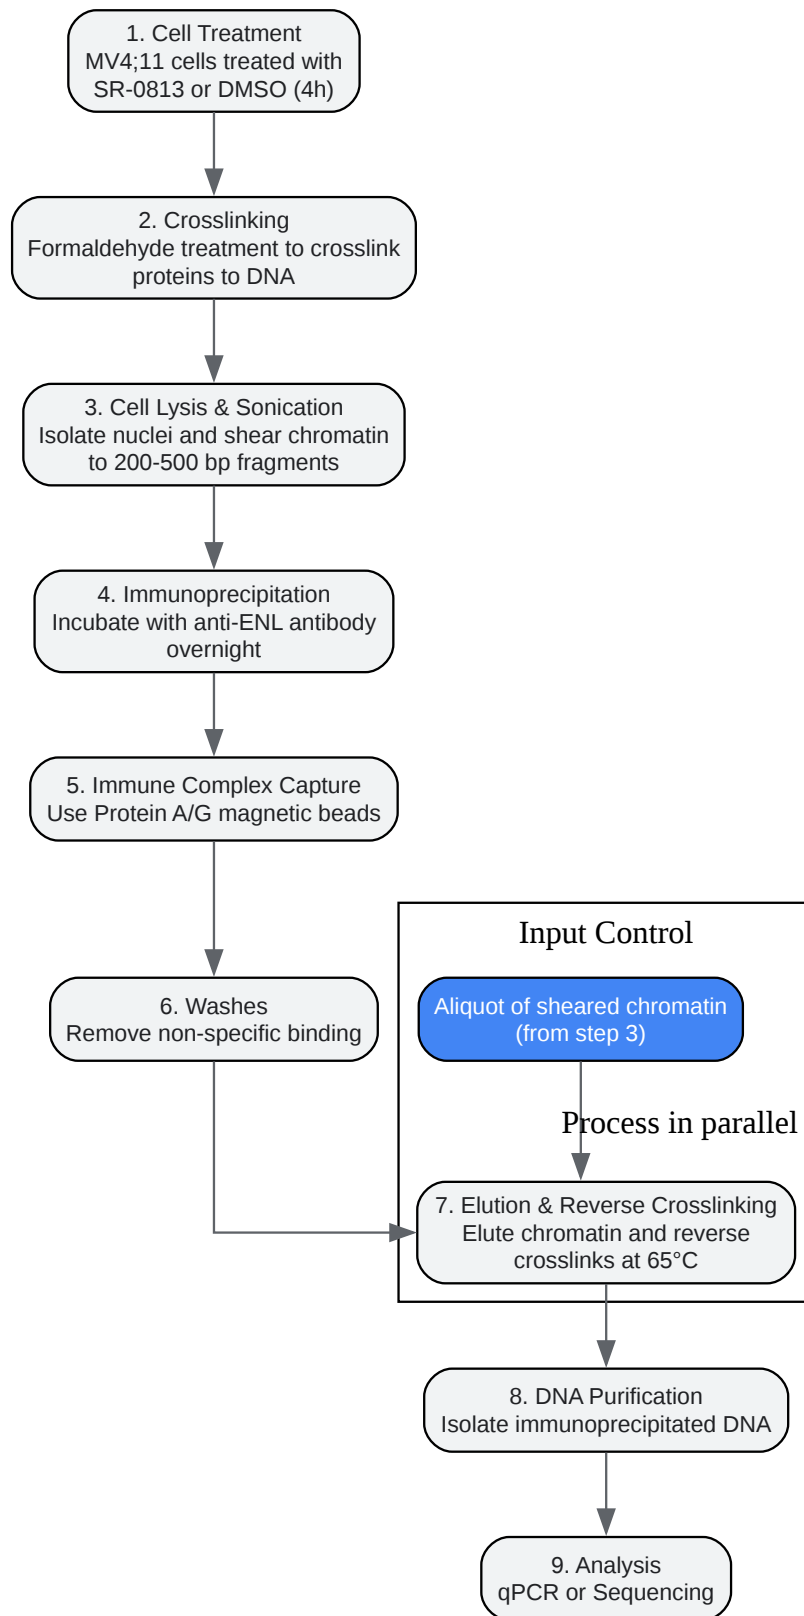 1. Cell Treatment
MV4;11 cells treated with
SR-0813 or DMSO (4h)
2. Crosslinking
Formaldehyde treatment to crosslink
proteins to DNA
3. Cell Lysis & Sonication
Isolate nuclei and shear chromatin
to 200-500 bp fragments
4. Immunoprecipitation
Incubate with anti-ENL antibody
overnight
5. Immune Complex Capture
Use Protein A/G magnetic beads
6. Washes
Remove non-specific binding
Input Control
Aliquot of sheared chromatin
(from step 3)
Process in parallel
7. Elution & Reverse Crosslinking
Elute chromatin and reverse
crosslinks at 65°C
8. DNA Purification
Isolate immunoprecipitated DNA
9. Analysis
qPCR or Sequencing